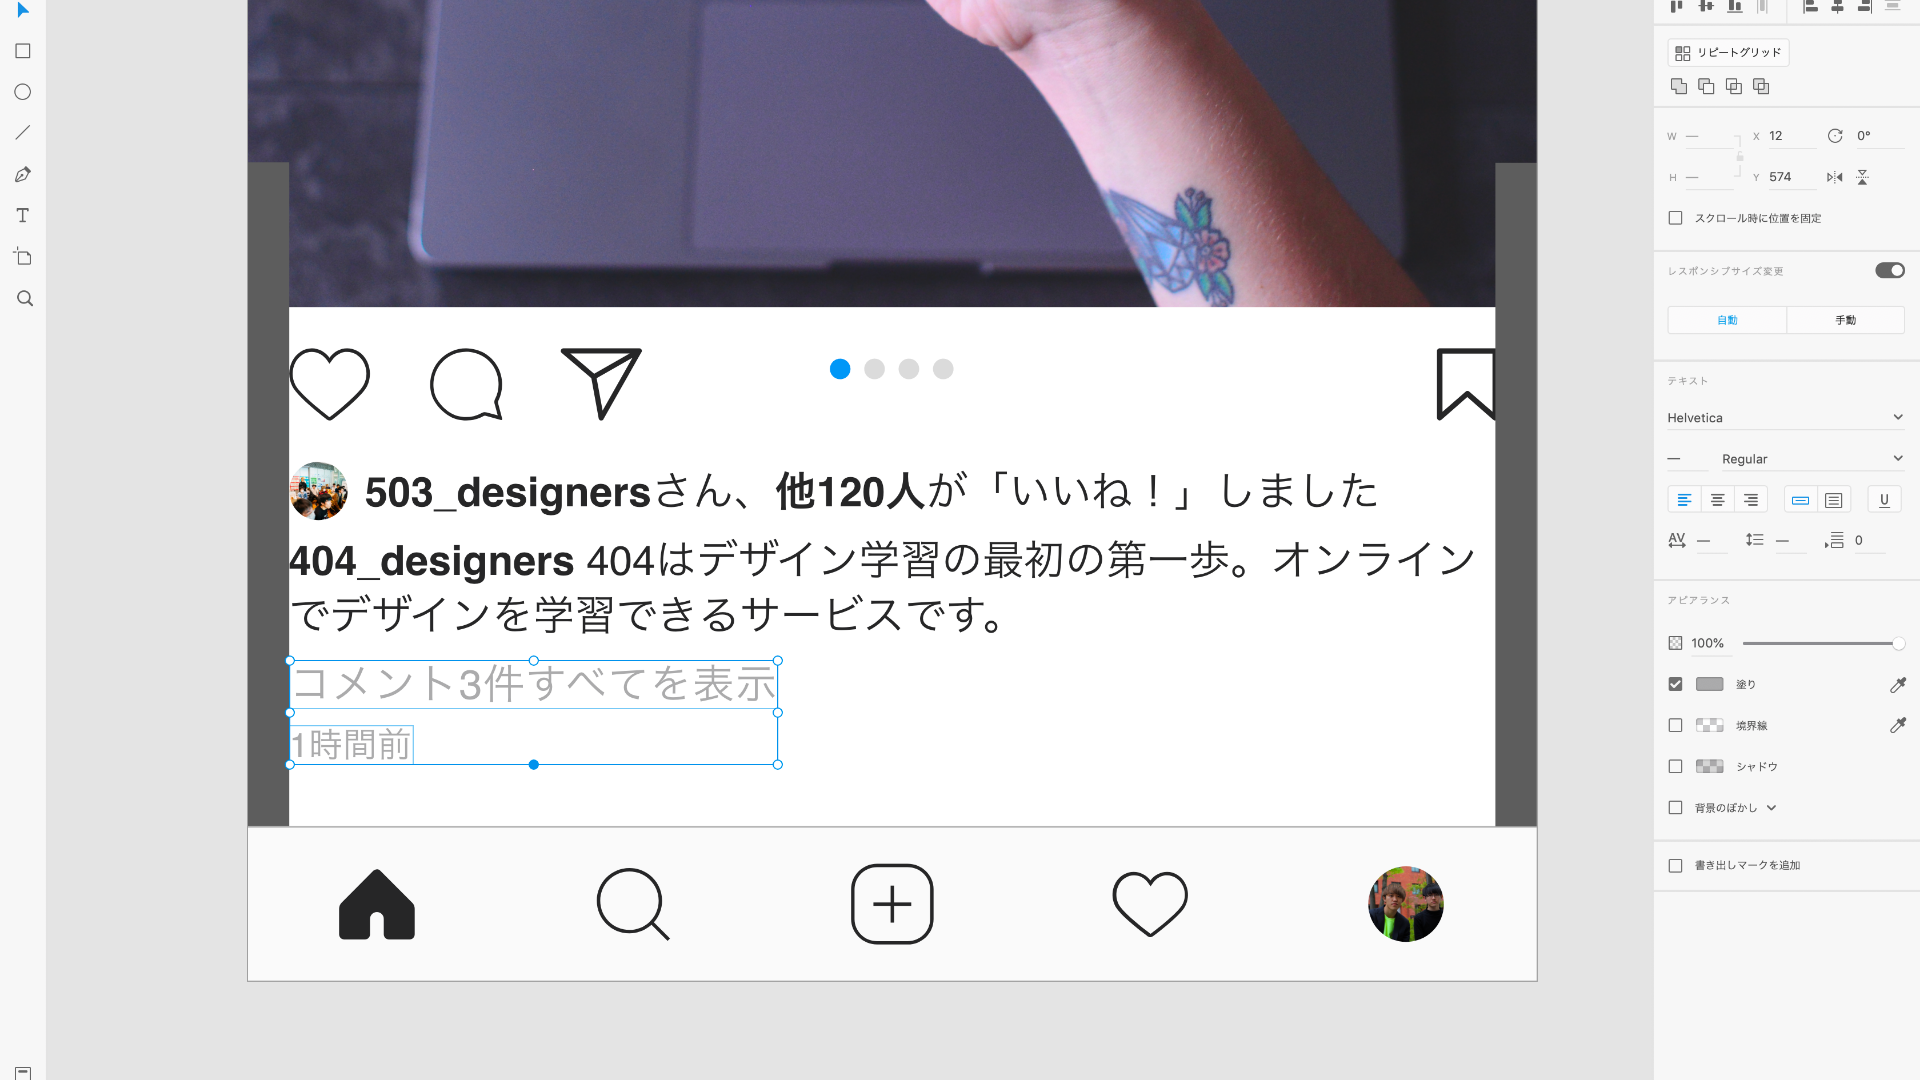 503_designersさん、他120人が「いいね！」しました
404_designers 404はデザイン学習の最初の第一歩。オンライン
でデザインを学習できるサービスです。
コメント3件すべてを表示
1時間前
T
リピートグリッド
W — X 12 0°
H — Y 574
スクロール時に位置を固定
レスポンシブサイズ変更
自動 手動
テキスト
Helvetica
— Regular
U
AV — — 0
アピアランス
100%
塗り
境界線
シャドウ
背景のぼかし
書き出しマークを追加